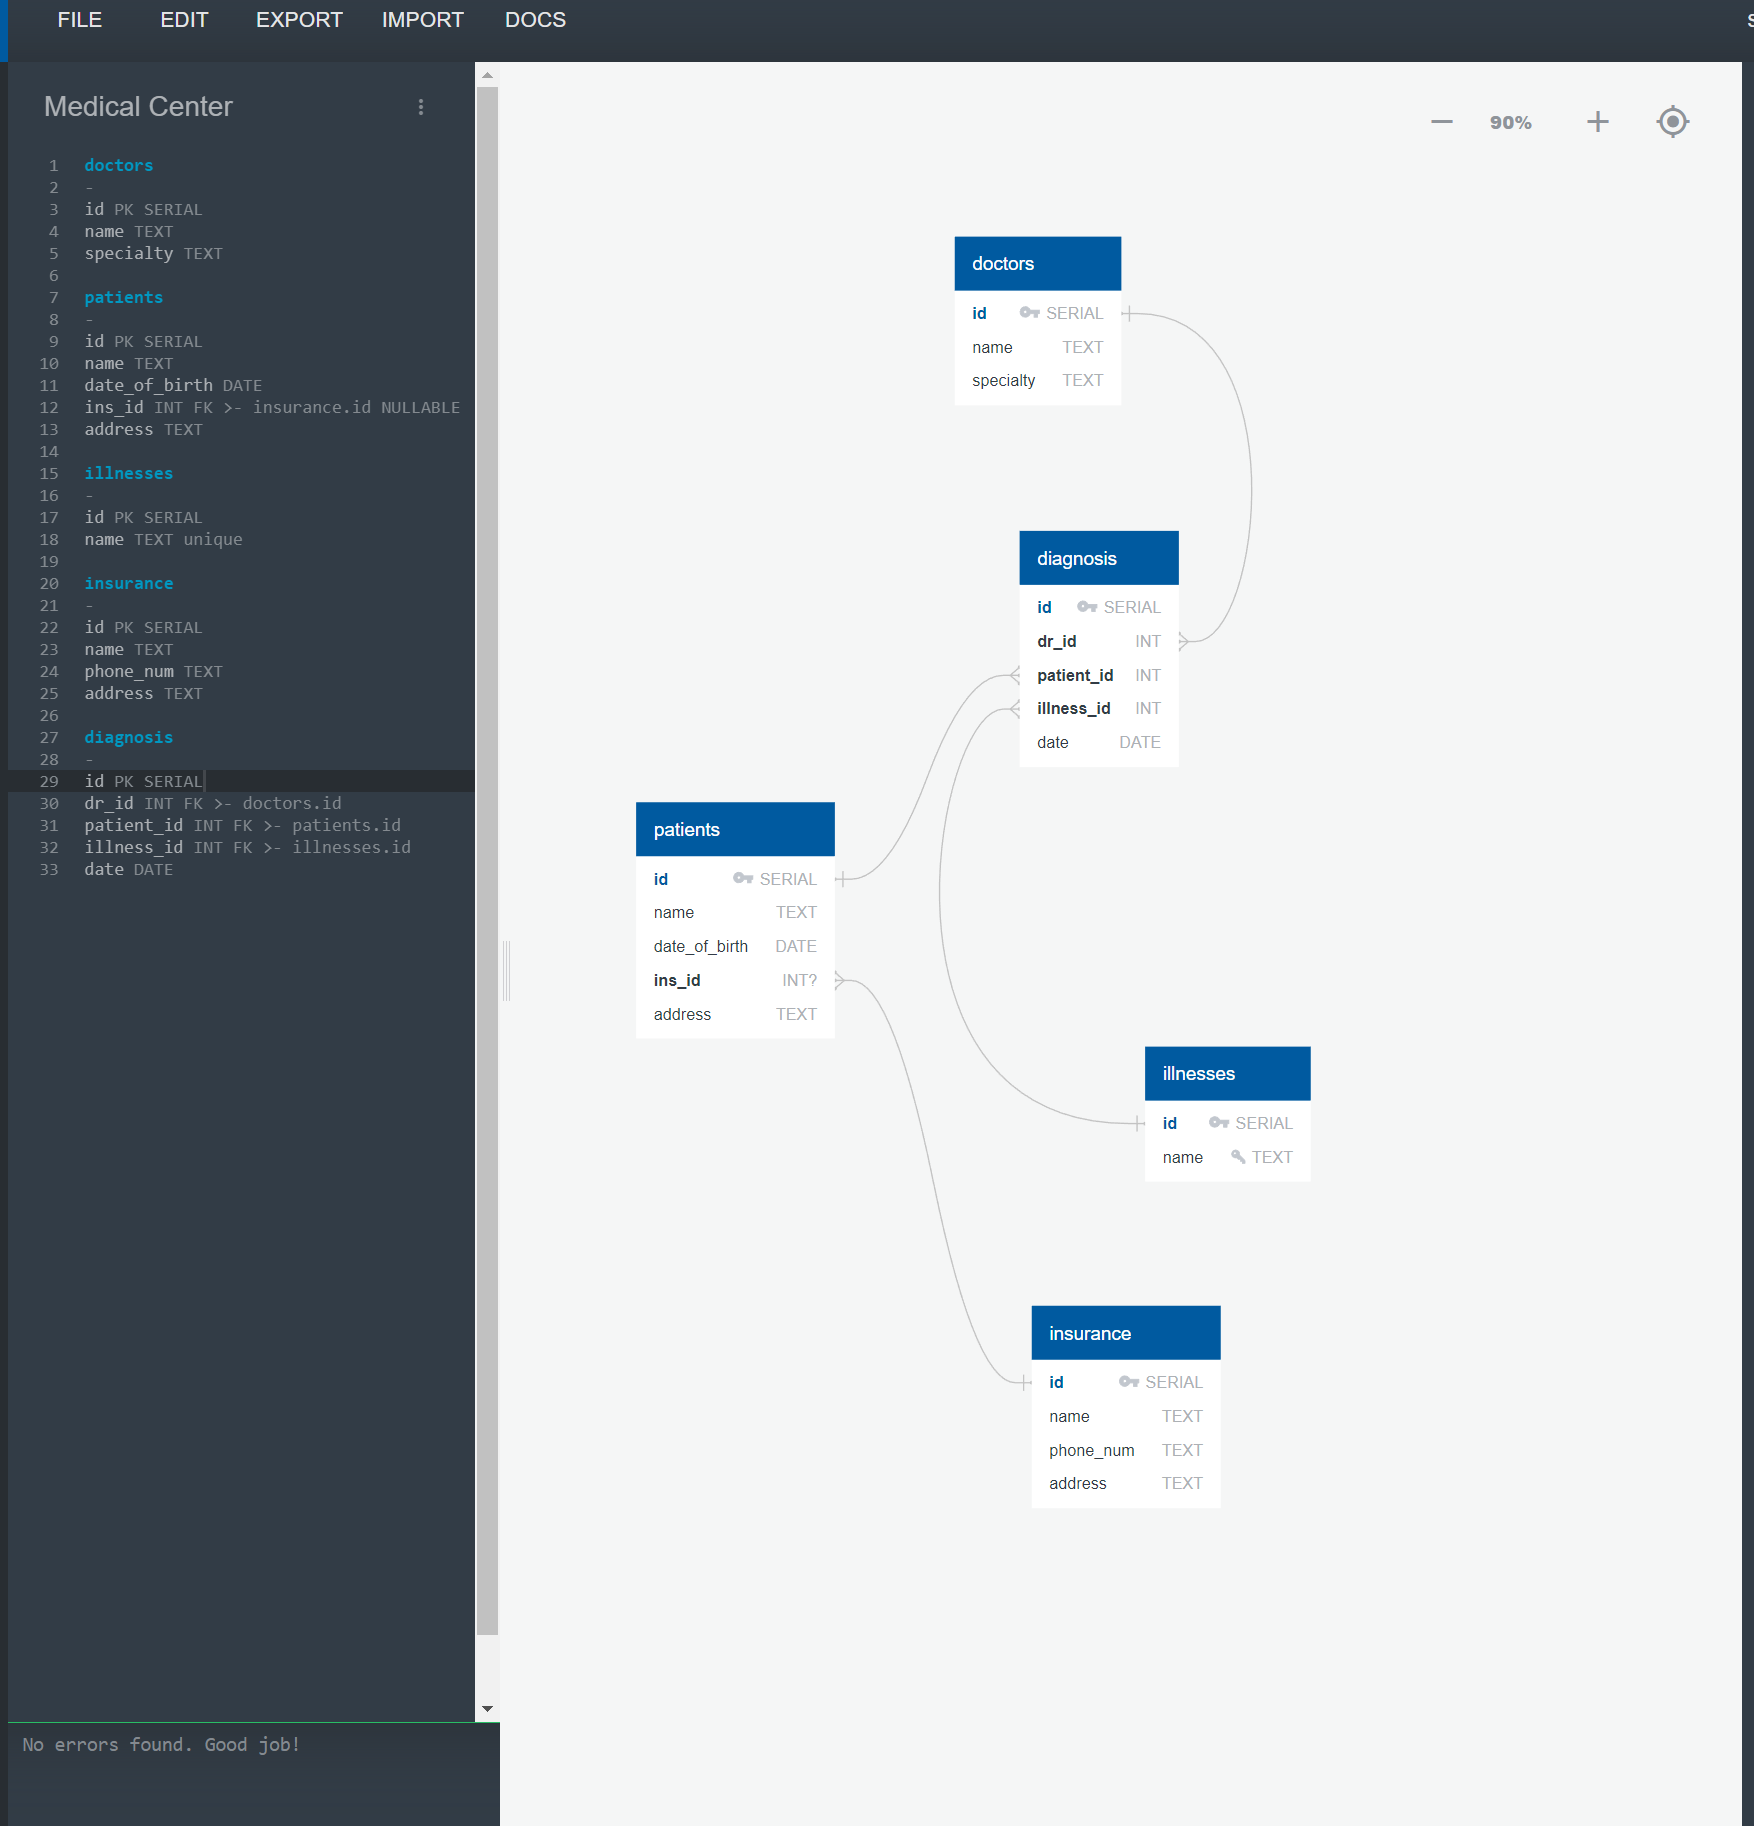 FILE EDIT EXPORT IMPORT DOCS
Medical Center
1 doctors
2 -
3 id PK SERIAL
4 name TEXT
5 specialty TEXT
6
7 patients
8 -
9 id PK SERIAL
10 name TEXT
11 date_of_birth DATE
12 ins_id INT FK >- insurance.id NULLABLE
13 address TEXT
14
15 illnesses
16 -
17 id PK SERIAL
18 name TEXT unique
19
20 insurance
21 -
22 id PK SERIAL
23 name TEXT
24 phone_num TEXT
25 address TEXT
26
27 diagnosis
28 -
29 id PK SERIAL
30 dr_id INT FK >- doctors.id
31 patient_id INT FK >- patients.id
32 illness_id INT FK >- illnesses.id
33 date DATE
No errors found. Good job!
90%
doctors
id SERIAL
name TEXT
specialty TEXT
diagnosis
id SERIAL
dr_id INT
patient_id INT
illness_id INT
date DATE
patients
id SERIAL
name TEXT
date_of_birth DATE
ins_id INT?
address TEXT
illnesses
id SERIAL
name TEXT
insurance
id SERIAL
name TEXT
phone_num TEXT
address TEXT